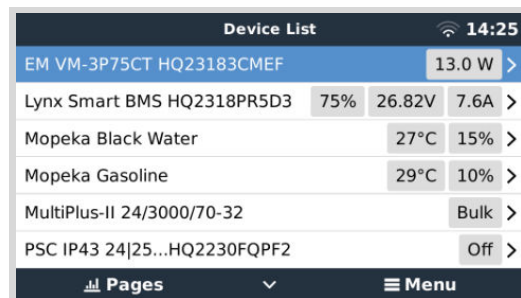 Device List 14:25
EM VM-3P75CT HQ23183CMEF 13.0 W
Lynx Smart BMS HQ2318PR5D3 75% 26.82V 7.6A
Mopeka Black Water 27°C 15%
Mopeka Gasoline 29°C 10%
MultiPlus-II 24/3000/70-32 Bulk
PSC IP43 24|25...HQ2230FQPF2 Off
Pages Menu